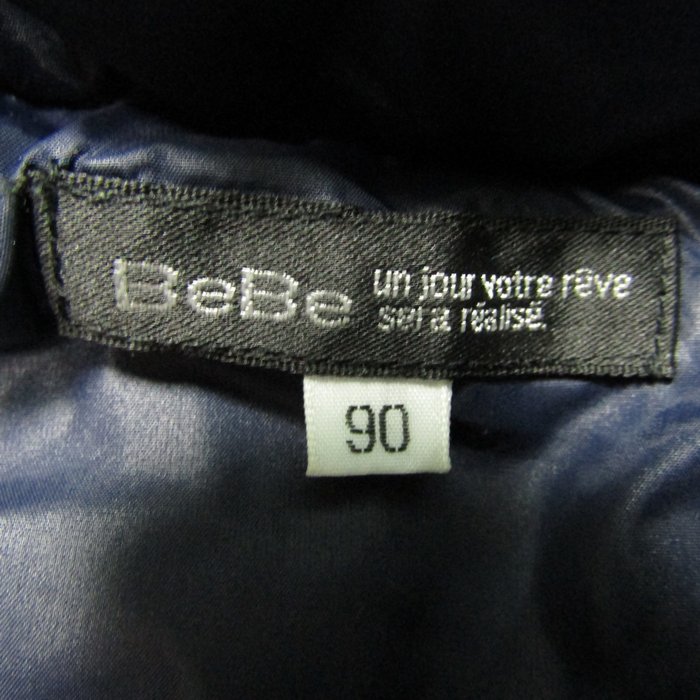 BeBe
un jour votre rêve
sera réalisé.
90